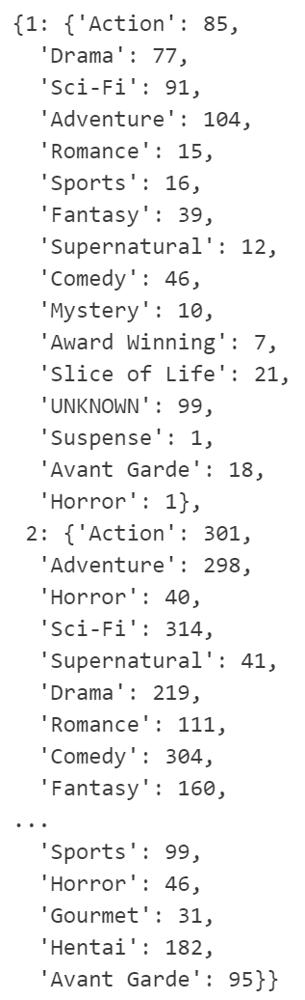 {1: {'Action': 85,
'Drama': 77,
'Sci-Fi': 91,
'Adventure': 104,
'Romance': 15,
'Sports': 16,
'Fantasy': 39,
'Supernatural': 12,
'Comedy': 46,
'Mystery': 10,
'Award Winning': 7,
'Slice of Life': 21,
'UNKNOWN': 99,
'Suspense': 1,
'Avant Garde': 18,
'Horror': 1},
2: {'Action': 301,
'Adventure': 298,
'Horror': 40,
'Sci-Fi': 314,
'Supernatural': 41,
'Drama': 219,
'Romance': 111,
'Comedy': 304,
'Fantasy': 160,
...
'Sports': 99,
'Horror': 46,
'Gourmet': 31,
'Hentai': 182,
'Avant Garde': 95}}